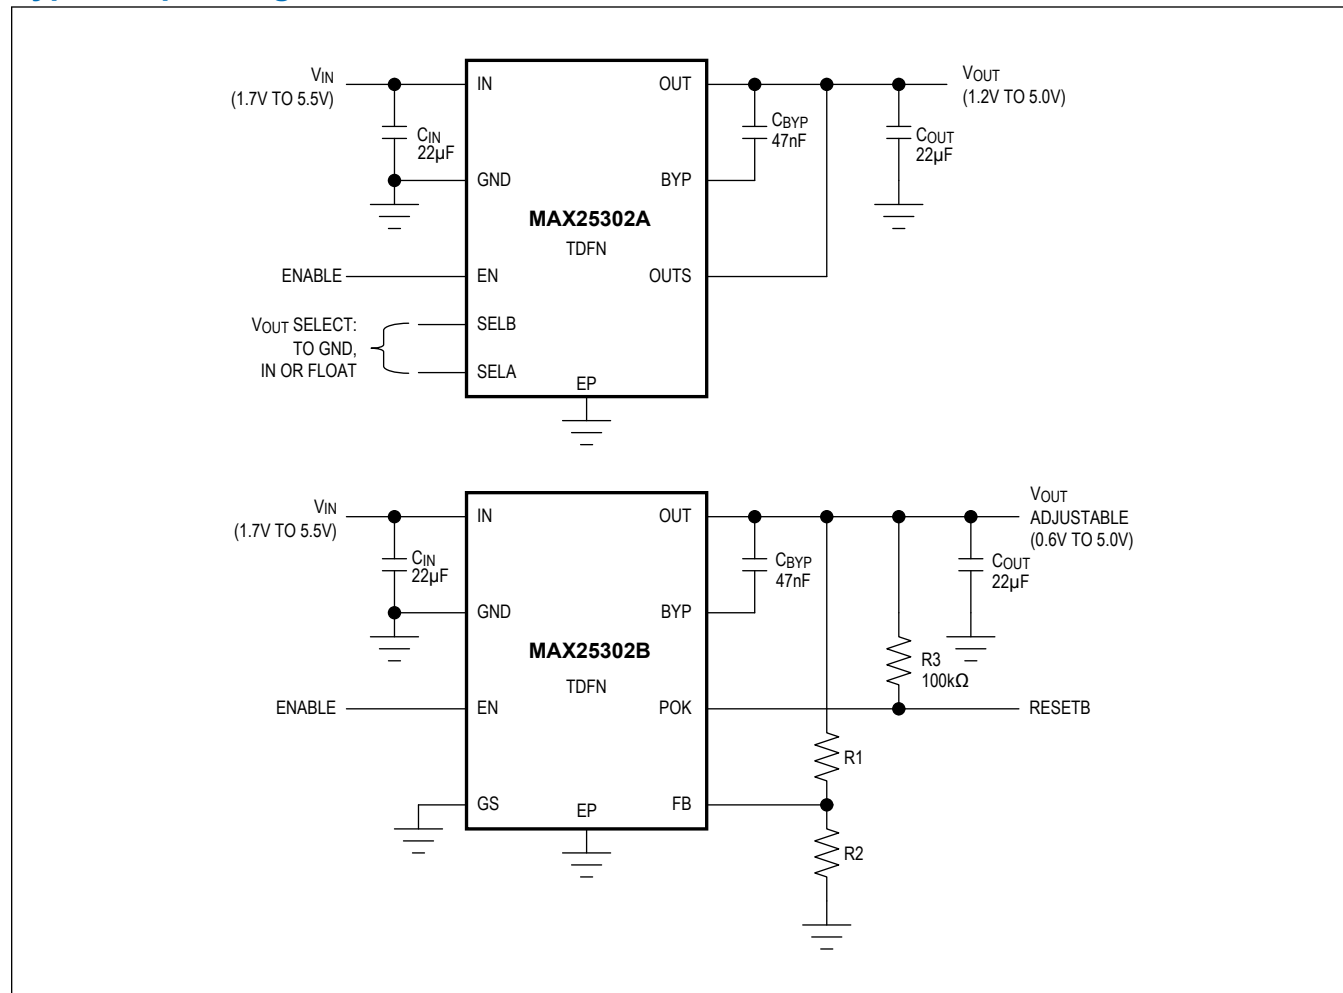 VIN
(1.7V TO 5.5V)
CIN
22µF
IN
GND
EN
SELB
SELA
OUT
BYP
OUTS
EP
MAX25302A
TDFN
ENABLE
VOUT SELECT:
TO GND,
IN OR FLOAT
CBYP
47nF
COUT
22µF
VOUT
(1.2V TO 5.0V)
VIN
(1.7V TO 5.5V)
CIN
22µF
IN
GND
EN
GS
OUT
BYP
POK
FB
EP
MAX25302B
TDFN
ENABLE
CBYP
47nF
COUT
22µF
VOUT
ADJUSTABLE
(0.6V TO 5.0V)
R3
100kΩ
RESETB
R1
R2